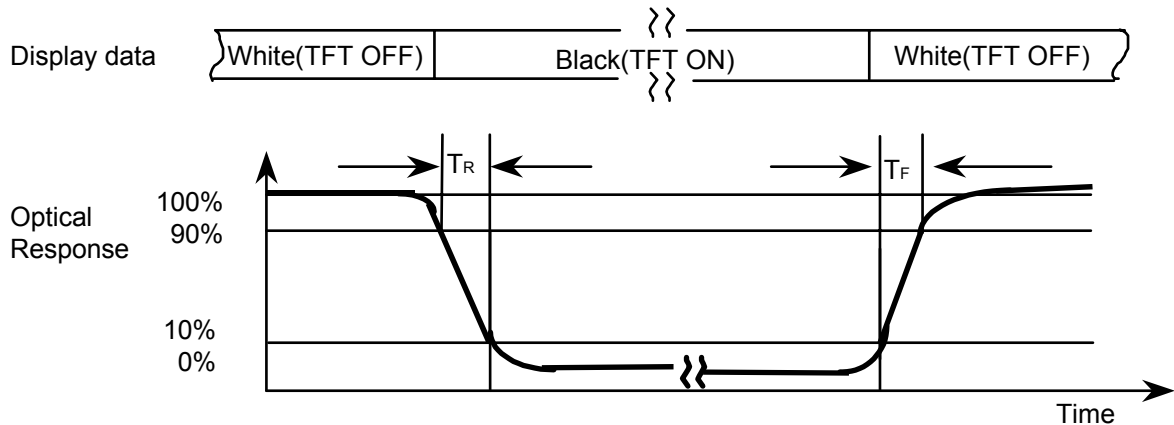 Display data
White(TFT OFF) Black(TFT ON) White(TFT OFF)
TR TF
Optical
Response
100%
90%
10%
0%
Time